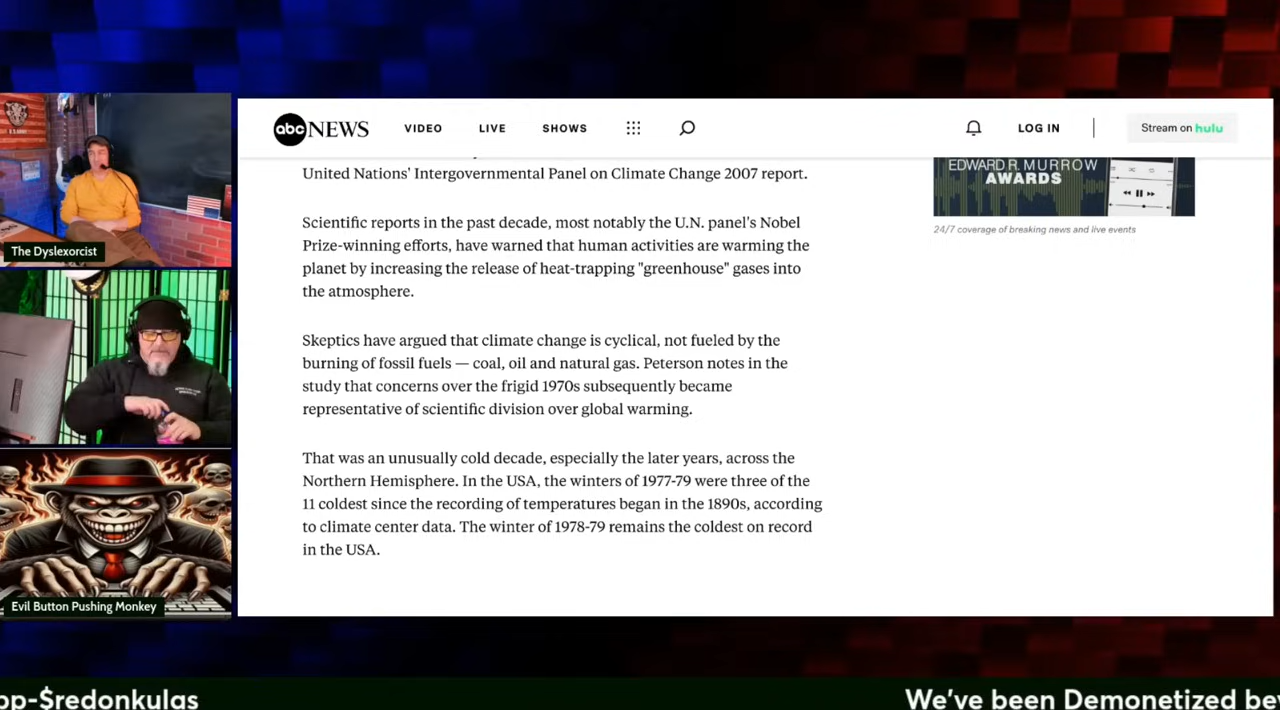 abc NEWS
VIDEO
LIVE
SHOWS
LOG IN
Stream on hulu
United Nations' Intergovernmental Panel on Climate Change 2007 report.
Scientific reports in the past decade, most notably the U.N. panel's Nobel
Prize-winning efforts, have warned that human activities are warming the
planet by increasing the release of heat-trapping "greenhouse" gases into
the atmosphere.
Skeptics have argued that climate change is cyclical, not fueled by the
burning of fossil fuels — coal, oil and natural gas. Peterson notes in the
study that concerns over the frigid 1970s subsequently became
representative of scientific division over global warming.
That was an unusually cold decade, especially the later years, across the
Northern Hemisphere. In the USA, the winters of 1977-79 were three of the
11 coldest since the recording of temperatures began in the 1890s, according
to climate center data. The winter of 1978-79 remains the coldest on record
in the USA.
EDWARD R. MURROW
AWARDS
24/7 coverage of breaking news and live events
The Dyslexorcist
Evil Button Pushing Monkey
pp-$redonkulas
We've been Demonetized bey